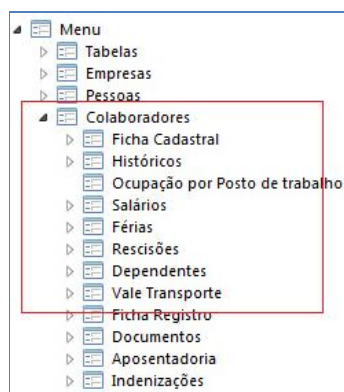 Menu
Tabelas
Empresas
Pessoas
Colaboradores
Ficha Cadastral
Históricos
Ocupação por Posto de trabalho
Salários
Férias
Rescisões
Dependentes
Vale Transporte
Ficha Registro
Documentos
Aposentadoria
Indenizações